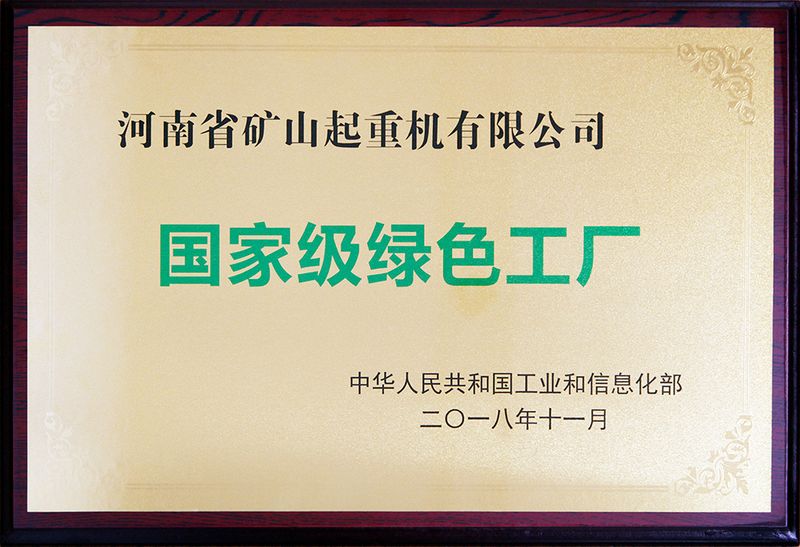 河南省矿山起重机有限公司
国家级绿色工厂
中华人民共和国工业和信息化部
二〇一八年十一月